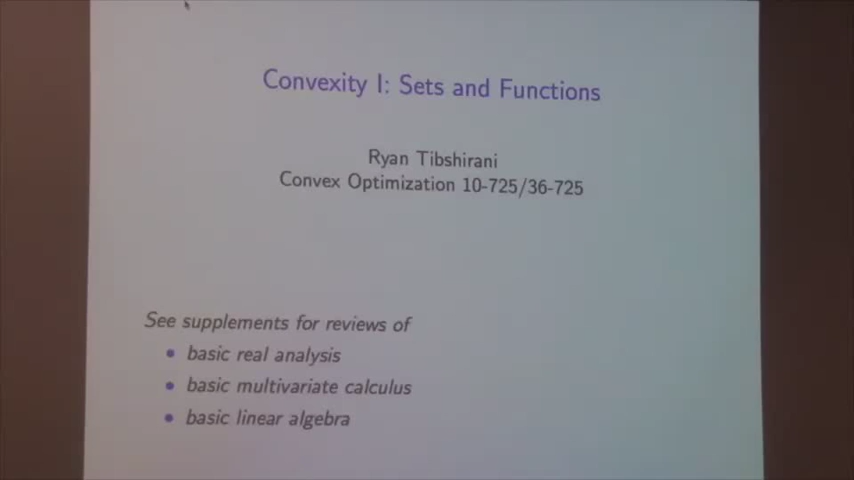 Convexity I: Sets and Functions
Ryan Tibshirani
Convex Optimization 10-725/36-725
See supplements for reviews of
• basic real analysis
• basic multivariate calculus
• basic linear algebra